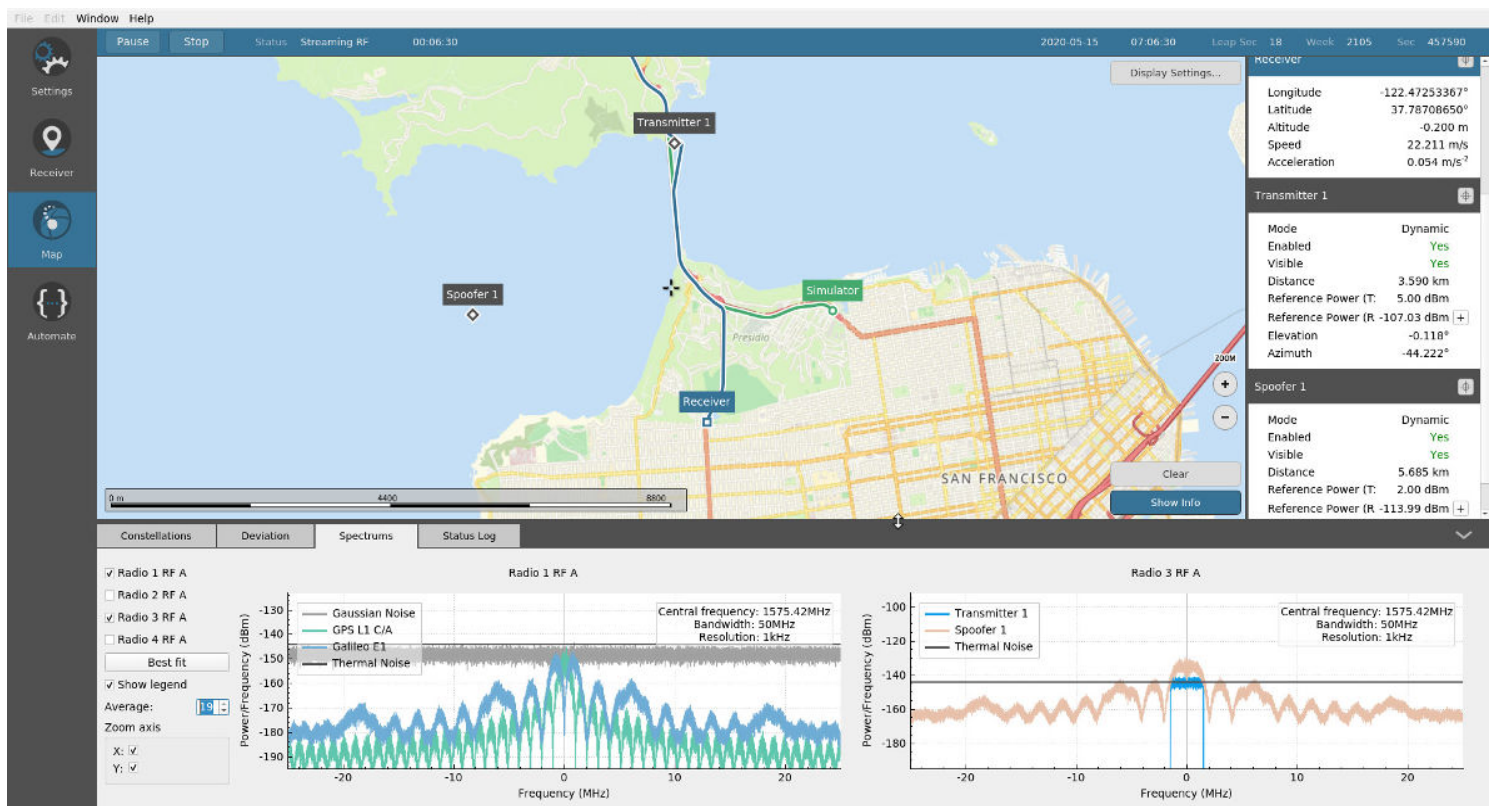 File Edit Window Help
Pause Stop Status Streaming RF 00:06:30 2020-05-15 07:06:30 Leap Sec 18 Week 2105 Sec 457590
Settings
Receiver
Map
Automate
Display Settings...
Transmitter 1
Spoofer 1
Simulator
Presidio
Receiver
SAN FRANCISCO
ZOOM
+
−
Clear
Show Info
0 m 4400 8800
Receiver
Longitude -122.47253367°
Latitude 37.78708650°
Altitude -0.200 m
Speed 22.211 m/s
Acceleration 0.054 m/s⁻²
Transmitter 1
Mode Dynamic
Enabled Yes
Visible Yes
Distance 3.590 km
Reference Power (T: 5.00 dBm
Reference Power (R -107.03 dBm +
Elevation -0.118°
Azimuth -44.222°
Spoofer 1
Mode Dynamic
Enabled Yes
Visible Yes
Distance 5.685 km
Reference Power (T: 2.00 dBm
Reference Power (R -113.99 dBm +
Constellations Deviation Spectrums Status Log
Radio 1 RF A
Radio 2 RF A
Radio 3 RF A
Radio 4 RF A
Best fit
Show legend
Average: 19
Zoom axis
X:
Y:
Radio 1 RF A
Power/Frequency (dBm)
-130
-140
-150
-160
-170
-180
-190
Gaussian Noise
GPS L1 C/A
Galileo E1
Thermal Noise
Central frequency: 1575.42MHz
Bandwidth: 50MHz
Resolution: 1kHz
-20 -10 0 10 20
Frequency (MHz)
Radio 3 RF A
Power/Frequency (dBm)
-100
-120
-140
-160
-180
Transmitter 1
Spoofer 1
Thermal Noise
Central frequency: 1575.42MHz
Bandwidth: 50MHz
Resolution: 1kHz
-20 -10 0 10 20
Frequency (MHz)